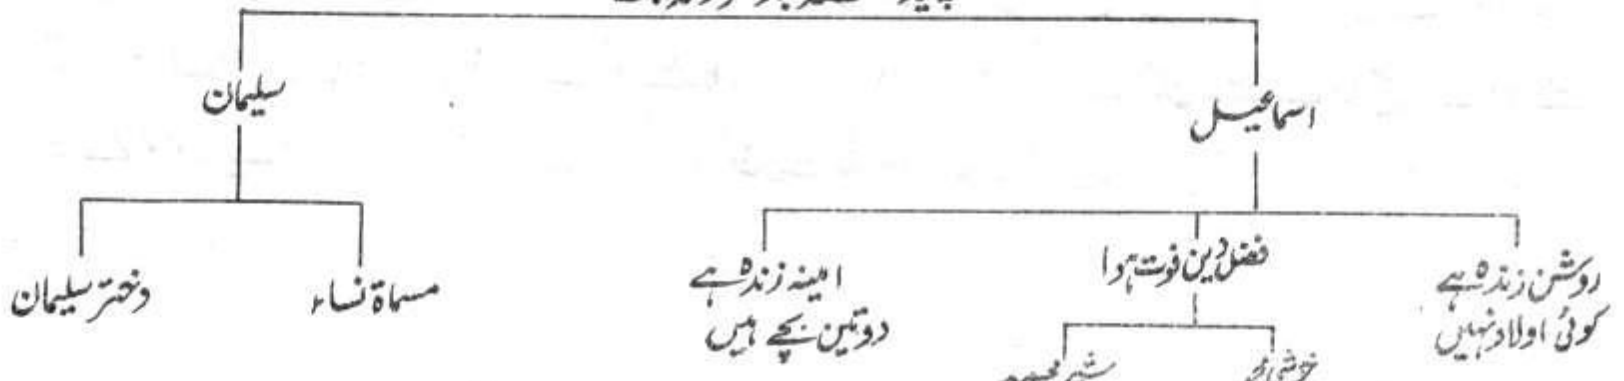 اسماعیل
سلیمان
روشن زندہ ہے
کوئی اولاد نہیں
فضل دین فوت ہوا
امینہ زندہ ہے
دو تین بچے ہیں
مسماۃ نساء
دختر سلیمان